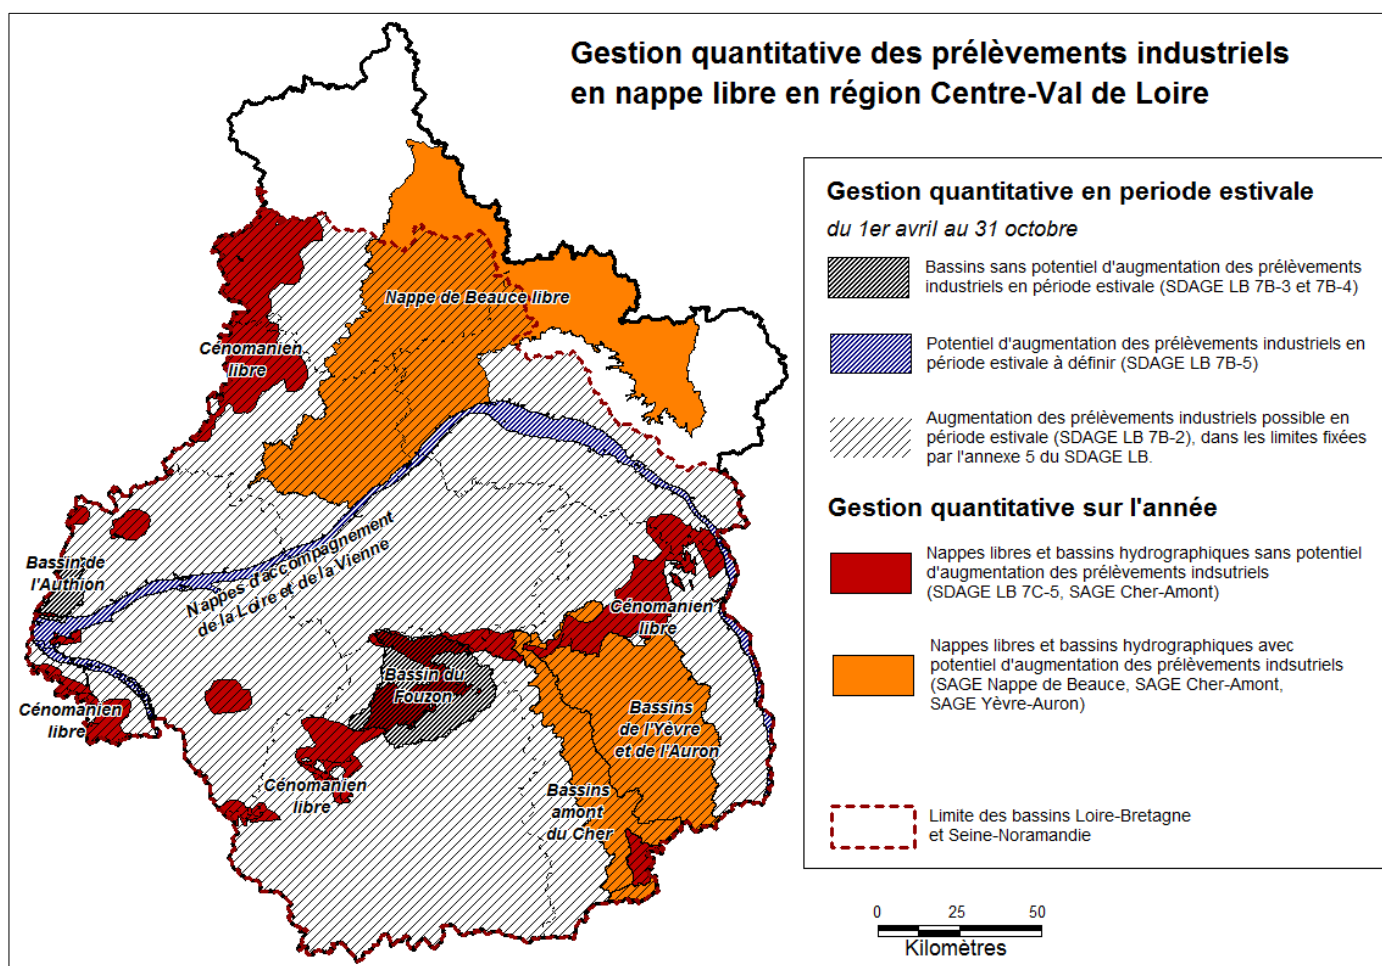 Gestion quantitative des prélèvements industriels
en nappe libre en région Centre-Val de Loire
Gestion quantitative en periode estivale
du 1er avril au 31 octobre
Bassins sans potentiel d'augmentation des prélèvements
industriels en période estivale (SDAGE LB 7B-3 et 7B-4)
Potentiel d'augmentation des prélèvements industriels en
période estivale à définir (SDAGE LB 7B-5)
Augmentation des prélèvements industriels possible en
période estivale (SDAGE LB 7B-2), dans les limites fixées
par l'annexe 5 du SDAGE LB.
Gestion quantitative sur l'année
Nappes libres et bassins hydrographiques sans potentiel
d'augmentation des prélèvements indsutriels
(SDAGE LB 7C-5, SAGE Cher-Amont)
Nappes libres et bassins hydrographiques avec
potentiel d'augmentation des prélèvements indsutriels
(SAGE Nappe de Beauce, SAGE Cher-Amont,
SAGE Yèvre-Auron)
Limite des bassins Loire-Bretagne
et Seine-Noramandie
0 25 50
Kilomètres
Nappe de Beauce libre
Cénomanien
libre
Bassin de
l'Authion
Nappes d'accompagnement
de la Loire et de la Vienne
Cénomanien
libre
Bassin du
Fouzon
Cénomanien
libre
Bassins
de l'Yèvre
et de l'Auron
Cénomanien
libre
Bassins
amont
du Cher